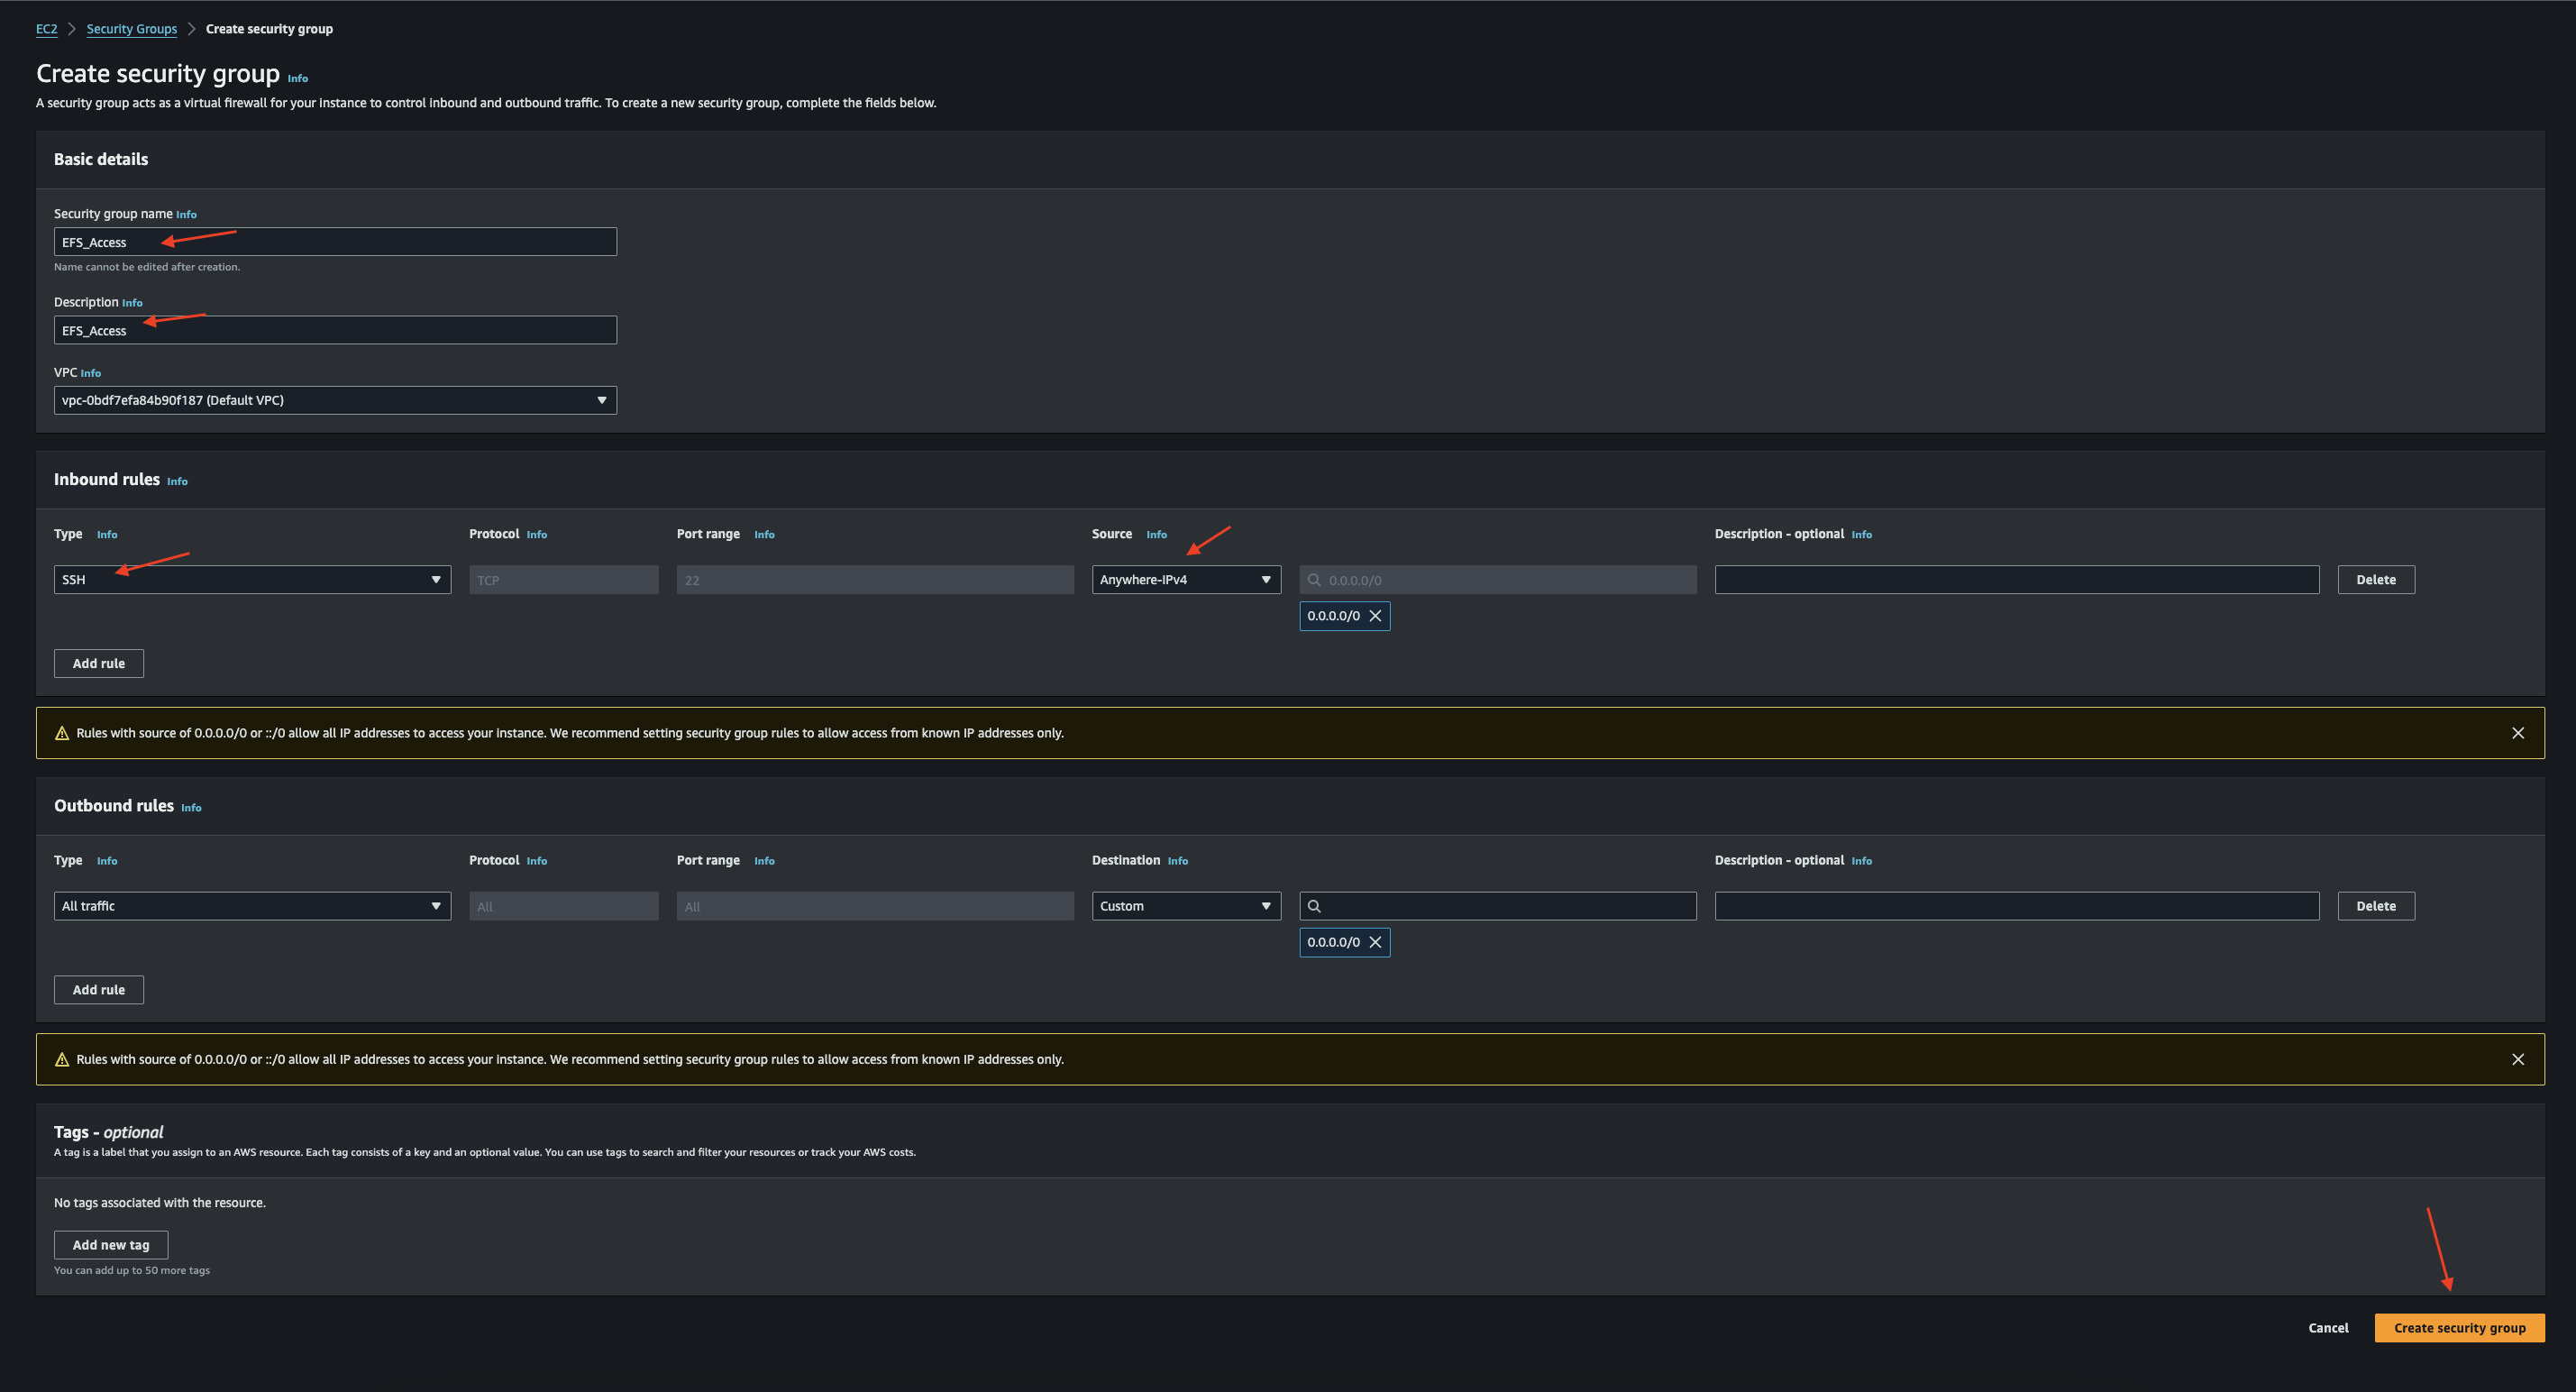 EC2 > Security Groups > Create security group
Create security group Info
A security group acts as a virtual firewall for your instance to control inbound and outbound traffic. To create a new security group, complete the fields below.
Basic details
Security group name Info
EFS_Access
Name cannot be edited after creation.
Description Info
EFS_Access
VPC Info
vpc-0bdf7efa84b90f187 (Default VPC)
Inbound rules Info
Type Info Protocol Info Port range Info Source Info Description - optional Info
SSH TCP 22 Anywhere-IPv4 0.0.0.0/0 Delete
0.0.0.0/0
Add rule
Rules with source of 0.0.0.0/0 or ::/0 allow all IP addresses to access your instance. We recommend setting security group rules to allow access from known IP addresses only.
Outbound rules Info
Type Info Protocol Info Port range Info Destination Info Description - optional Info
All traffic All All Custom Delete
0.0.0.0/0
Add rule
Rules with source of 0.0.0.0/0 or ::/0 allow all IP addresses to access your instance. We recommend setting security group rules to allow access from known IP addresses only.
Tags - optional
A tag is a label that you assign to an AWS resource. Each tag consists of a key and an optional value. You can use tags to search and filter your resources or track your AWS costs.
No tags associated with the resource.
Add new tag
You can add up to 50 more tags
Cancel Create security group